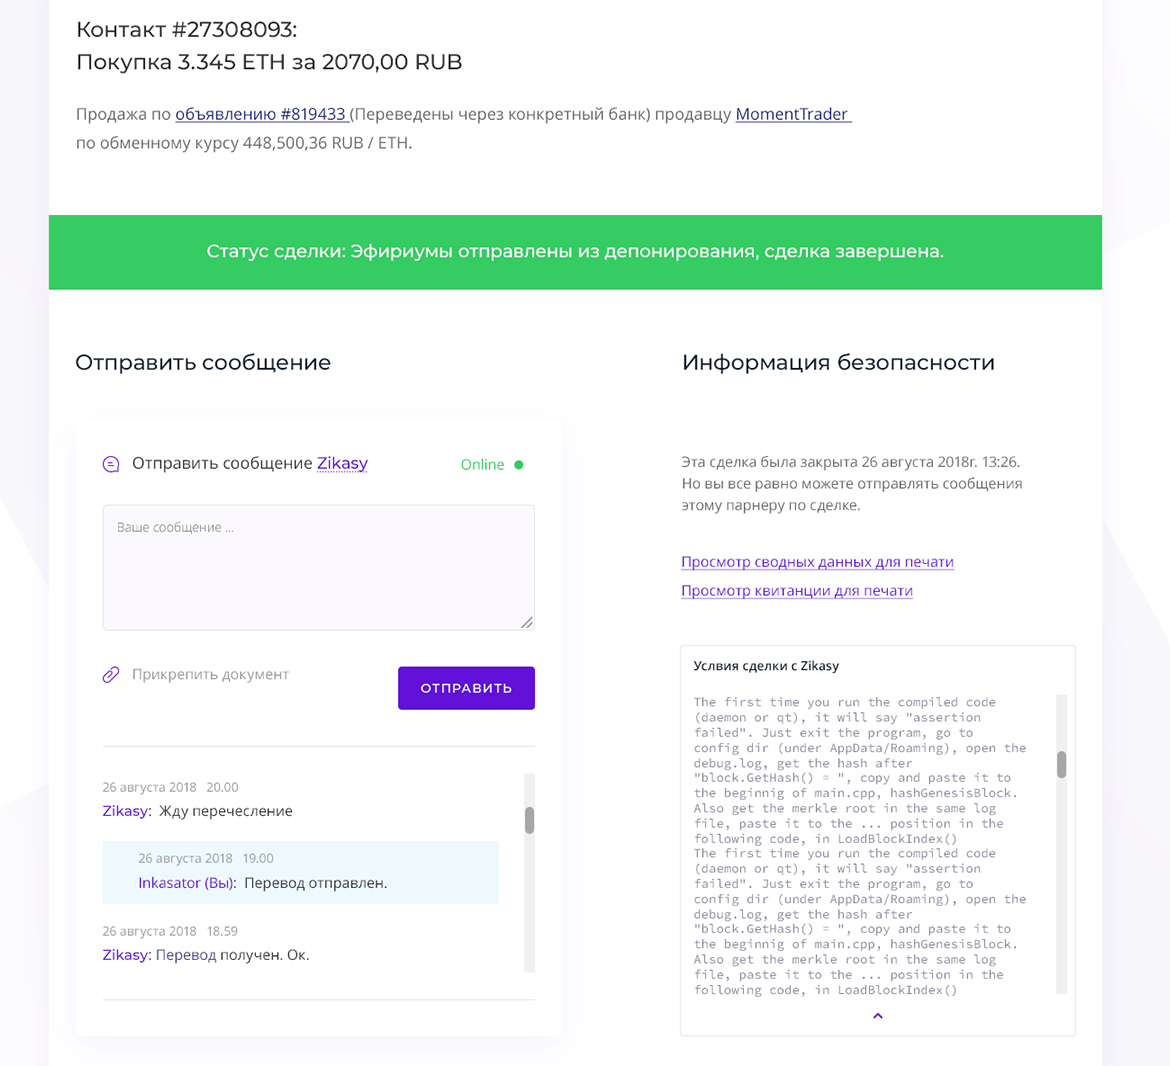 Контакт #27308093:
Покупка 3.345 ETH за 2070,00 RUB
Продажа по объявлению #819433 (Переведены через конкретный банк) продавцу MomentTrader
по обменному курсу 448,500,36 RUB / ETH.
Статус сделки: Эфириумы отправлены из депонирования, сделка завершена.
Отправить сообщение
Отправить сообщение Zikasy
Online
Ваше сообщение ...
Прикрепить документ
ОТПРАВИТЬ
26 августа 2018 20.00
Zikasy: Жду перечесление
26 августа 2018 19.00
Inkasator (Вы): Перевод отправлен.
26 августа 2018 18.59
Zikasy: Перевод получен. Ок.
Информация безопасности
Эта сделка была закрыта 26 августа 2018г. 13:26.
Но вы все равно можете отправлять сообщения
этому парнеру по сделке.
Просмотр сводных данных для печати
Просмотр квитанции для печати
Услвия сделки с Zikasy
The first time you run the compiled code
(daemon or qt), it will say "assertion
failed". Just exit the program, go to
config dir (under AppData/Roaming), open the
debug.log, get the hash after
"block.GetHash() = ", copy and paste it to
the beginnig of main.cpp, hashGenesisBlock.
Also get the merkle root in the same log
file, paste it to the ... position in the
following code, in LoadBlockIndex()
The first time you run the compiled code
(daemon or qt), it will say "assertion
failed". Just exit the program, go to
config dir (under AppData/Roaming), open the
debug.log, get the hash after
"block.GetHash() = ", copy and paste it to
the beginnig of main.cpp, hashGenesisBlock.
Also get the merkle root in the same log
file, paste it to the ... position in the
following code, in LoadBlockIndex()